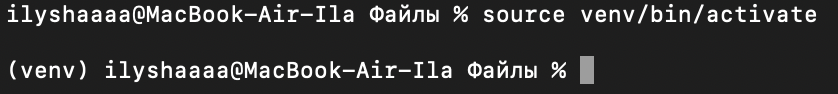 ilyshaaaa@MacBook-Air-Ila Файлы % source venv/bin/activate
(venv) ilyshaaaa@MacBook-Air-Ila Файлы %